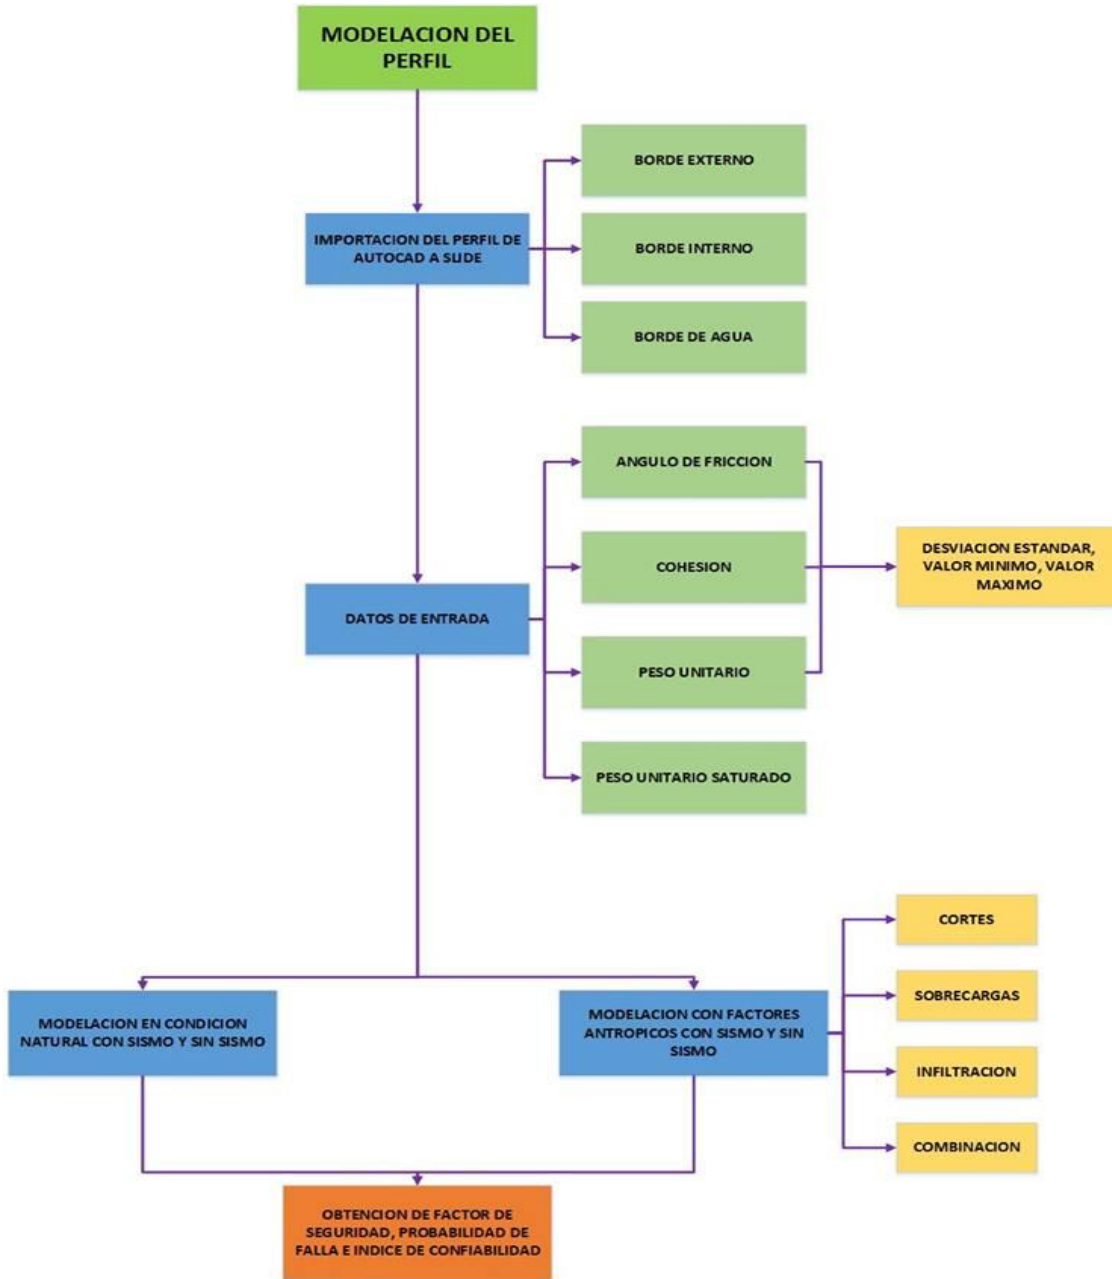 MODELACION DEL
PERFIL
BORDE EXTERNO
IMPORTACION DEL PERFIL DE
AUTOCAD A SLIDE
BORDE INTERNO
BORDE DE AGUA
ANGULO DE FRICCION
COHESION
DESVIACION ESTANDAR,
VALOR MINIMO, VALOR
MAXIMO
DATOS DE ENTRADA
PESO UNITARIO
PESO UNITARIO SATURADO
MODELACION EN CONDICION
NATURAL CON SISMO Y SIN SISMO
MODELACION CON FACTORES
ANTROPICOS CON SISMO Y SIN
SISMO
CORTES
SOBRECARGAS
INFILTRACION
COMBINACION
OBTENCION DE FACTOR DE
SEGURIDAD, PROBABILIDAD DE
FALLA E INDICE DE CONFIABILIDAD